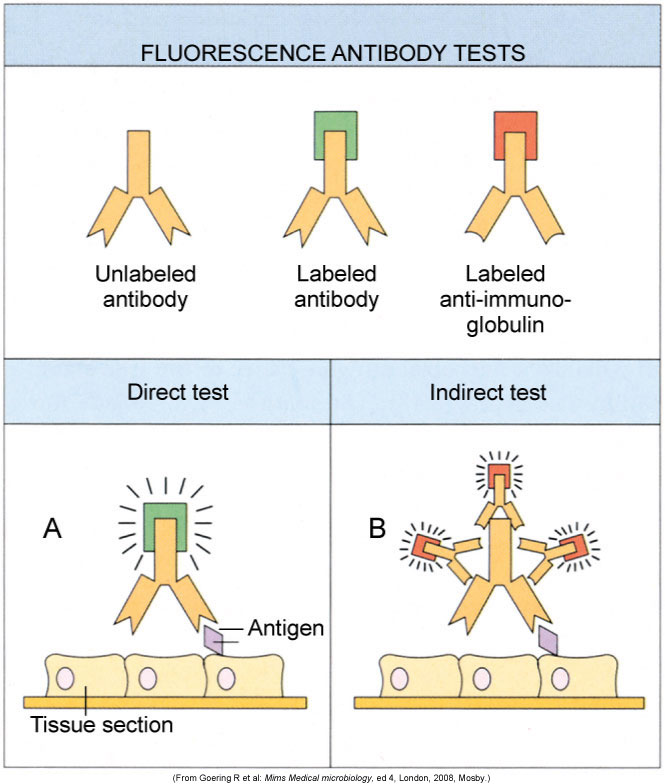 FLUORESCENCE ANTIBODY TESTS
Unlabeled
antibody
Labeled
antibody
Labeled
anti-immuno-
globulin
Direct test
Indirect test
A
Antigen
Tissue section
B
(From Goering R et al: Mims Medical microbiology, ed 4, London, 2008, Mosby.)